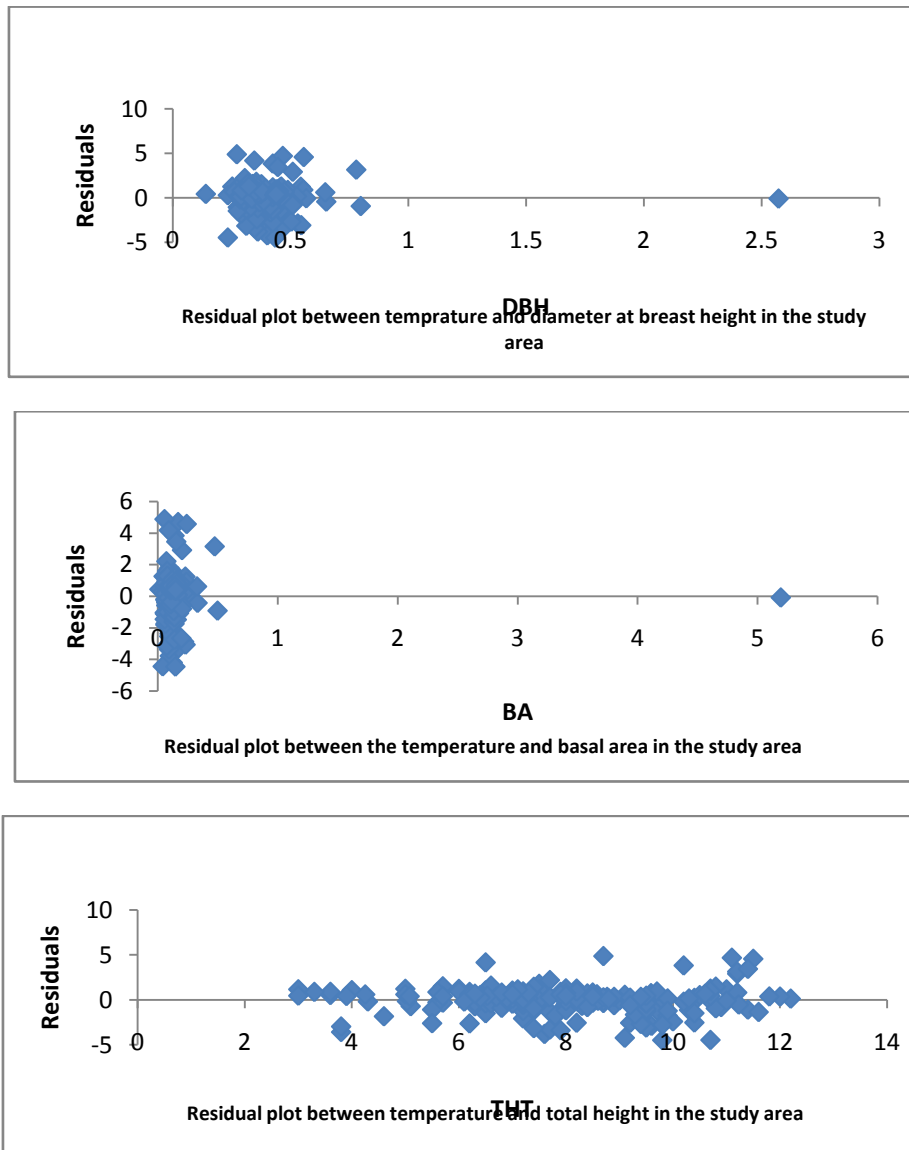 10
5
0
-5
Residuals
0 0.5 1 1.5 2 2.5 3
DBH
Residual plot between temprature and diameter at breast height in the study
area
6
4
2
0
-2
-4
-6
Residuals
0 1 2 3 4 5 6
BA
Residual plot between the temperature and basal area in the study area
10
5
0
-5
Residuals
0 2 4 6 8 10 12 14
THT
Residual plot between temperature and total height in the study area